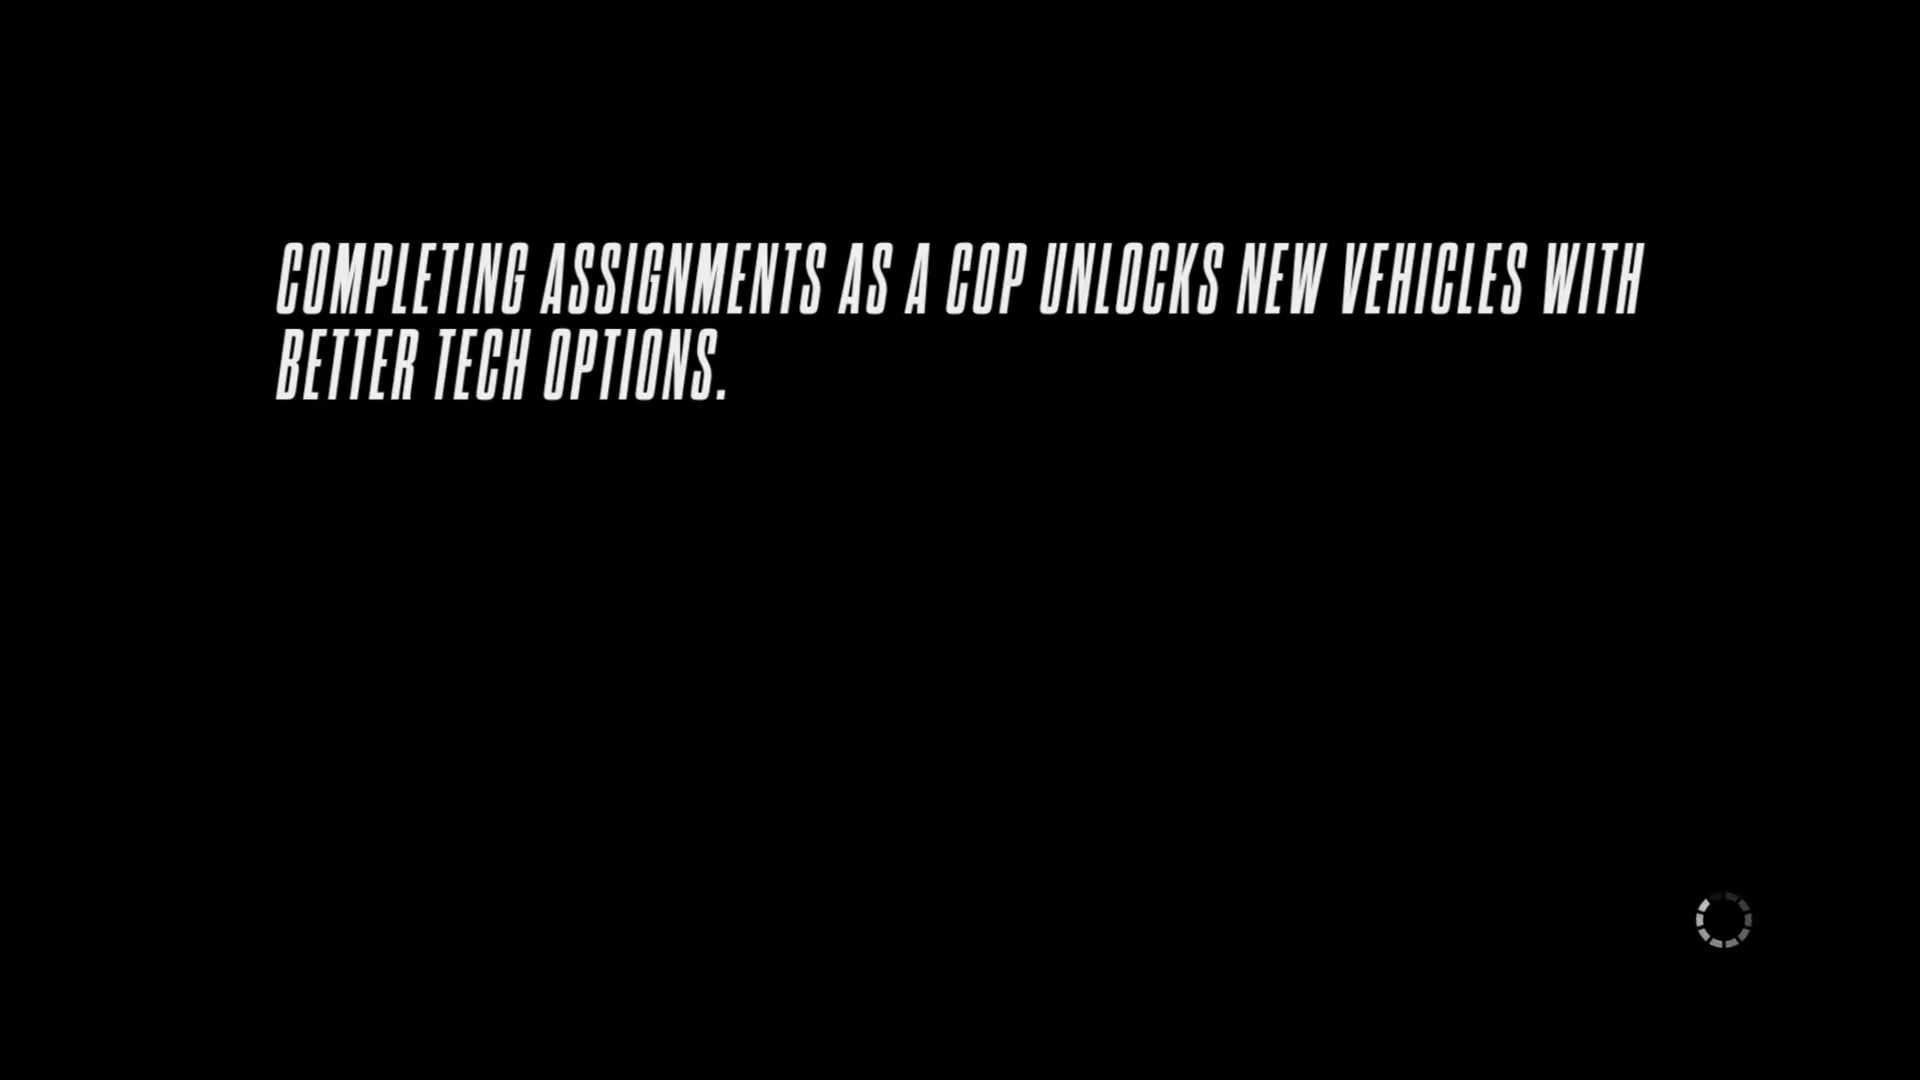 COMPLETING ASSIGNMENTS AS A COP UNLOCKS NEW VEHICLES WITH
BETTER TECH OPTIONS.